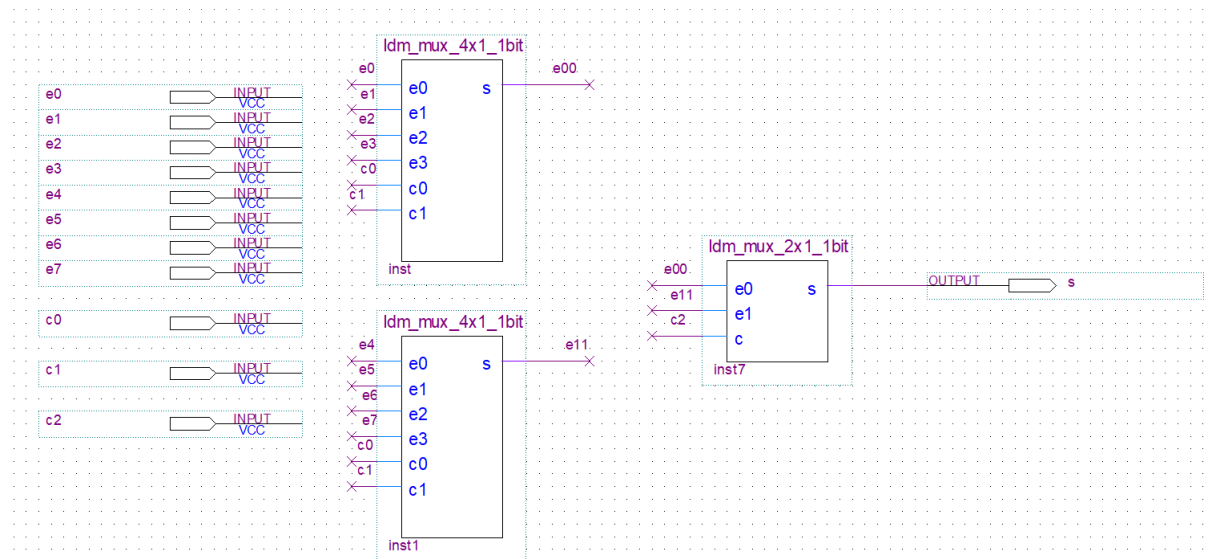 e0 INPUT VCC
e1 INPUT VCC
e2 INPUT VCC
e3 INPUT VCC
e4 INPUT VCC
e5 INPUT VCC
e6 INPUT VCC
e7 INPUT VCC
c0 INPUT VCC
c1 INPUT VCC
c2 INPUT VCC
ldm_mux_4x1_1bit
e0 e0 s e00
e1 e1
e2 e2
e3 e3
c0 c0
c1 c1
inst
ldm_mux_4x1_1bit
e4 e0 s e11
e5 e1
e6 e2
e7 e3
c0 c0
c1 c1
inst1
ldm_mux_2x1_1bit
e00 e0 s OUTPUT s
e11 e1
c2 c
inst7